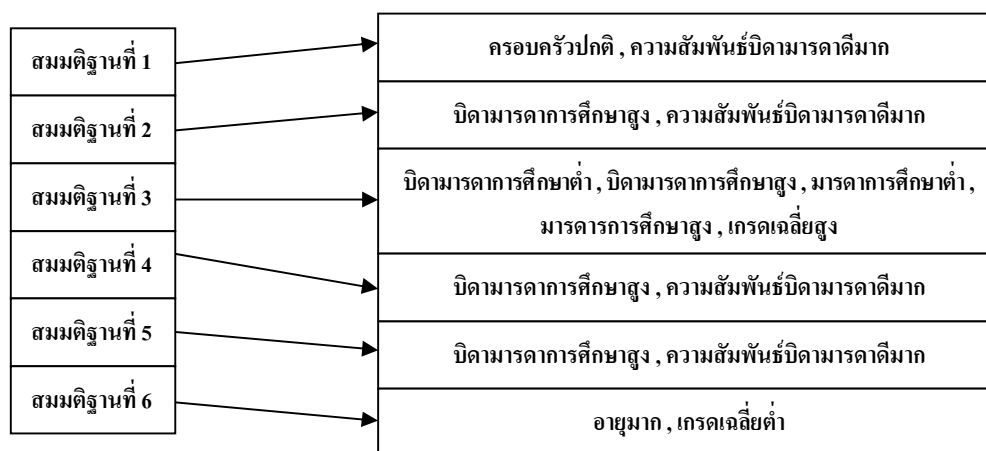 สมมติฐานที่ 1
ครอบครัวปกติ , ความสัมพันธ์บิดามารดาดีมาก
สมมติฐานที่ 2
บิดามารดาการศึกษาสูง , ความสัมพันธ์บิดามารดาดีมาก
สมมติฐานที่ 3
บิดามารดาการศึกษาต่ำ , บิดามารดาการศึกษาสูง , มารดาการศึกษาต่ำ ,
มารดารการศึกษาสูง , เกรดเฉลี่ยสูง
สมมติฐานที่ 4
บิดามารดาการศึกษาสูง , ความสัมพันธ์บิดามารดาดีมาก
สมมติฐานที่ 5
บิดามารดาการศึกษาสูง , ความสัมพันธ์บิดามารดาดีมาก
สมมติฐานที่ 6
อายุมาก , เกรดเฉลี่ยต่ำ